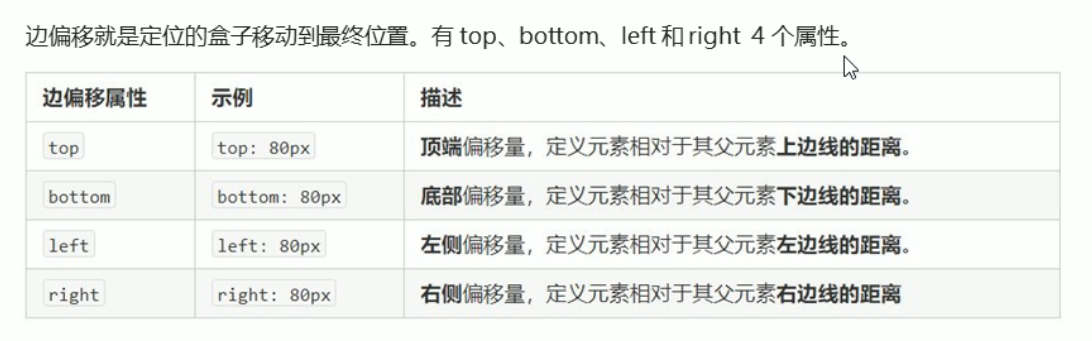 边偏移就是定位的盒子移动到最终位置。有 top、bottom、left 和 right 4 个属性。
边偏移属性 示例 描述
top top: 80px 顶端偏移量，定义元素相对于其父元素上边线的距离。
bottom bottom: 80px 底部偏移量，定义元素相对于其父元素下边线的距离。
left left: 80px 左侧偏移量，定义元素相对于其父元素左边线的距离。
right right: 80px 右侧偏移量，定义元素相对于其父元素右边线的距离